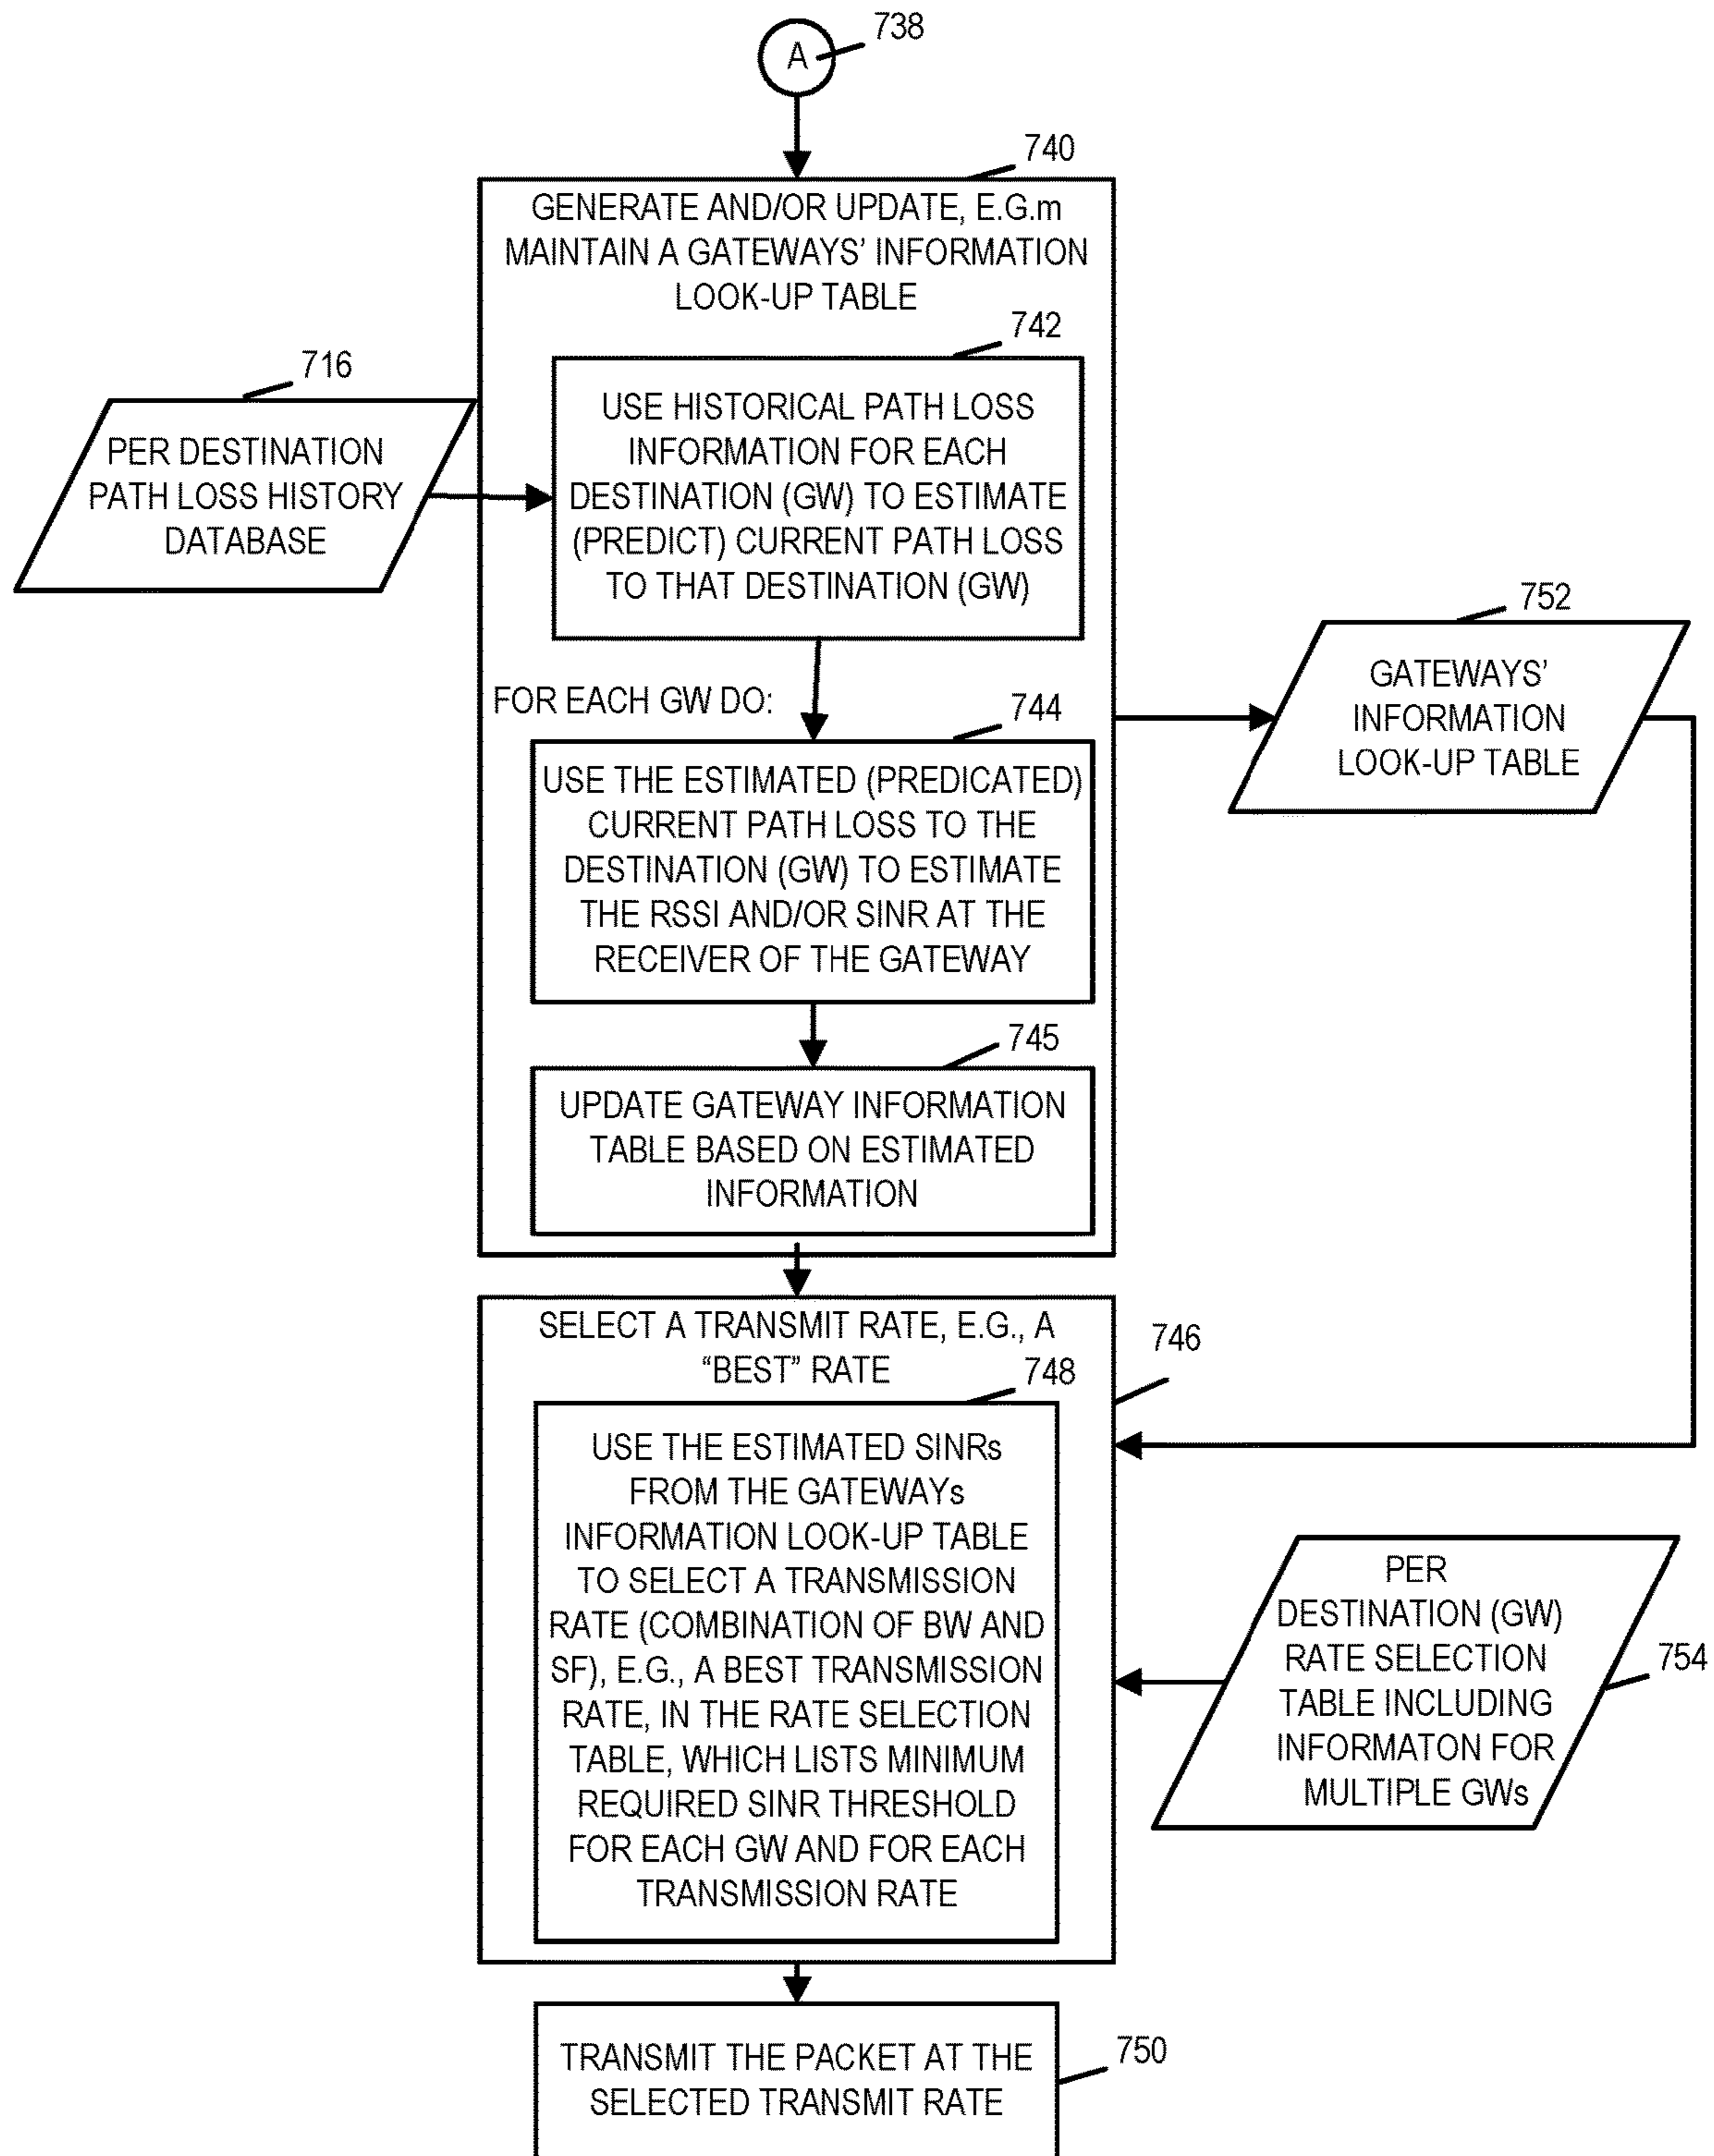 A
738
740
GENERATE AND/OR UPDATE, E.G.m
MAINTAIN A GATEWAYS' INFORMATION
LOOK-UP TABLE
742
716
USE HISTORICAL PATH LOSS
INFORMATION FOR EACH
DESTINATION (GW) TO ESTIMATE
(PREDICT) CURRENT PATH LOSS
TO THAT DESTINATION (GW)
PER DESTINATION
PATH LOSS HISTORY
DATABASE
752
GATEWAYS'
INFORMATION
LOOK-UP TABLE
FOR EACH GW DO:
744
USE THE ESTIMATED (PREDICATED)
CURRENT PATH LOSS TO THE
DESTINATION (GW) TO ESTIMATE
THE RSSI AND/OR SINR AT THE
RECEIVER OF THE GATEWAY
745
UPDATE GATEWAY INFORMATION
TABLE BASED ON ESTIMATED
INFORMATION
SELECT A TRANSMIT RATE, E.G., A
“BEST” RATE
746
748
USE THE ESTIMATED SINRs
FROM THE GATEWAYs
INFORMATION LOOK-UP TABLE
TO SELECT A TRANSMISSION
RATE (COMBINATION OF BW AND
SF), E.G., A BEST TRANSMISSION
RATE, IN THE RATE SELECTION
TABLE, WHICH LISTS MINIMUM
REQUIRED SINR THRESHOLD
FOR EACH GW AND FOR EACH
TRANSMISSION RATE
PER
DESTINATION (GW)
RATE SELECTION
TABLE INCLUDING
INFORMATON FOR
MULTIPLE GWs
754
TRANSMIT THE PACKET AT THE
SELECTED TRANSMIT RATE
750